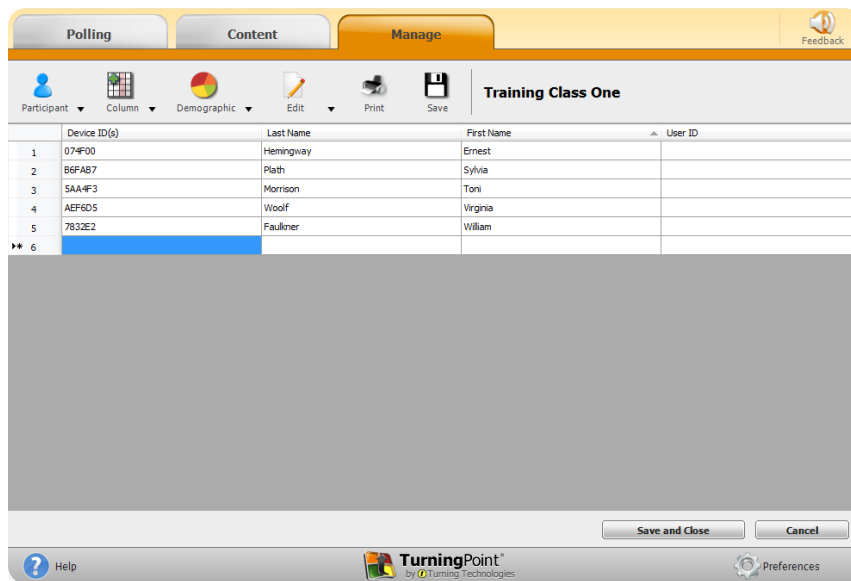 Polling Content Manage Feedback
Participant Column Demographic Edit Print Save Training Class One
Device ID(s) Last Name First Name User ID
1 074F00 Hemingway Ernest
2 B6FAB7 Plath Sylvia
3 5AA4F3 Morrison Toni
4 AEF6D5 Woolf Virginia
5 7832E2 Faulkner William
6
Save and Close Cancel
? Help TurningPoint® Preferences
by Turning Technologies